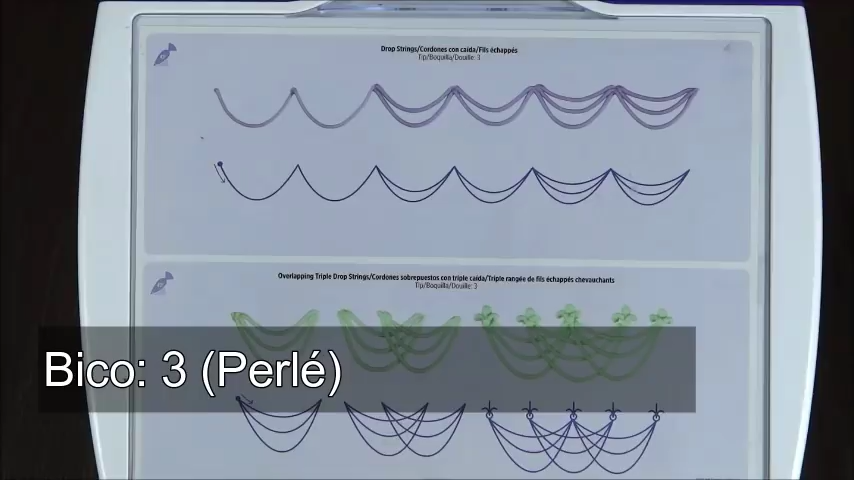 Drop Strings/Cordones con caída/Fils échappés
Tip/Boquilla/Douille: 3
Overlapping Triple Drop Strings/Cordones sobrepuestos con triple caída/Triple rangée de fils échappés chevauchants
Tip/Boquilla/Douille: 3
Bico: 3 (Perlé)